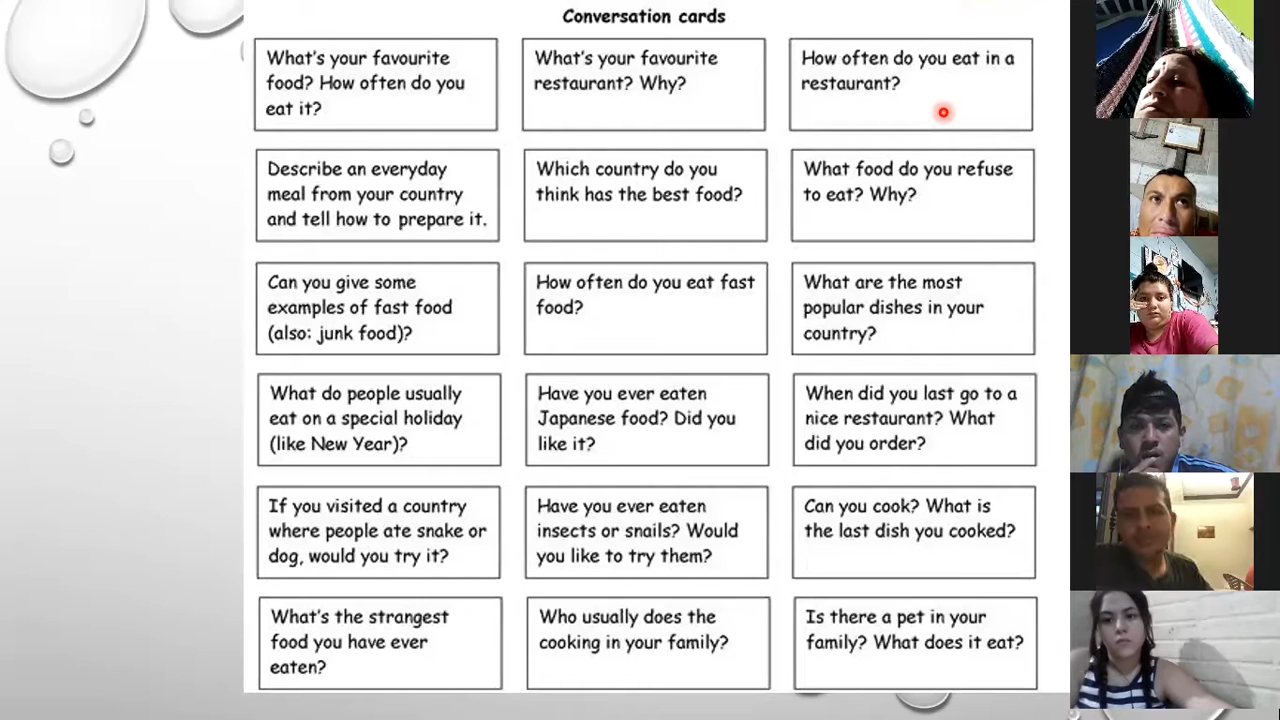 Conversation cards
What's your favourite
food? How often do you
eat it?
What's your favourite
restaurant? Why?
How often do you eat in a
restaurant?
Describe an everyday
meal from your country
and tell how to prepare it.
Which country do you
think has the best food?
What food do you refuse
to eat? Why?
Can you give some
examples of fast food
(also: junk food)?
How often do you eat fast
food?
What are the most
popular dishes in your
country?
What do people usually
eat on a special holiday
(like New Year)?
Have you ever eaten
Japanese food? Did you
like it?
When did you last go to a
nice restaurant? What
did you order?
If you visited a country
where people ate snake or
dog, would you try it?
Have you ever eaten
insects or snails? Would
you like to try them?
Can you cook? What is
the last dish you cooked?
What's the strangest
food you have ever
eaten?
Who usually does the
cooking in your family?
Is there a pet in your
family? What does it eat?